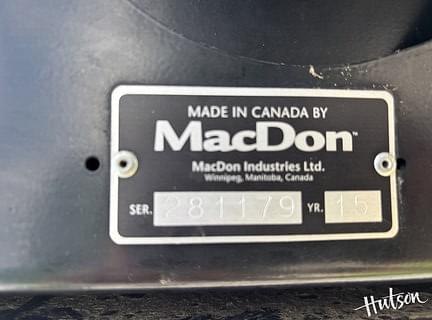 MADE IN CANADA BY
MacDon™
MacDon Industries Ltd.
Winnipeg, Manitoba, Canada
SER. 281179 YR. 15
Hutson